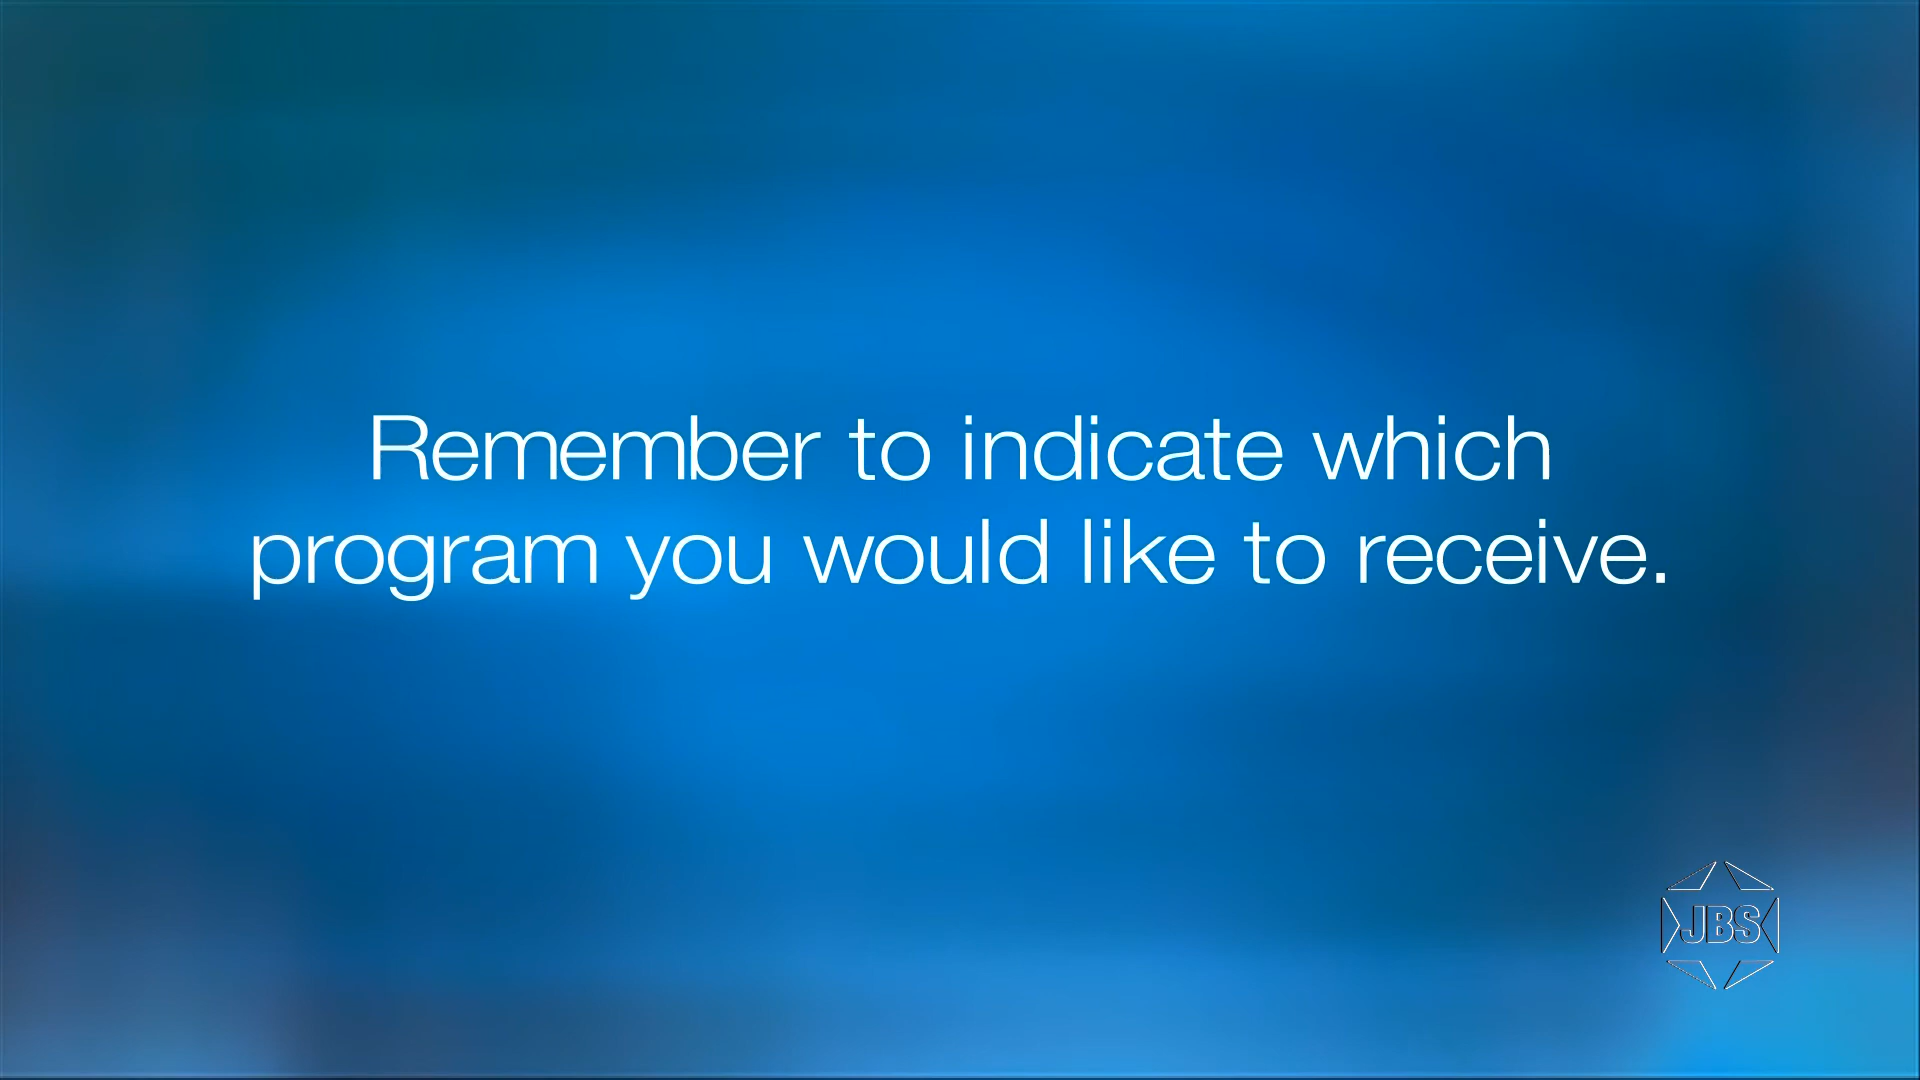 Remember to indicate which
program you would like to receive.
JBS